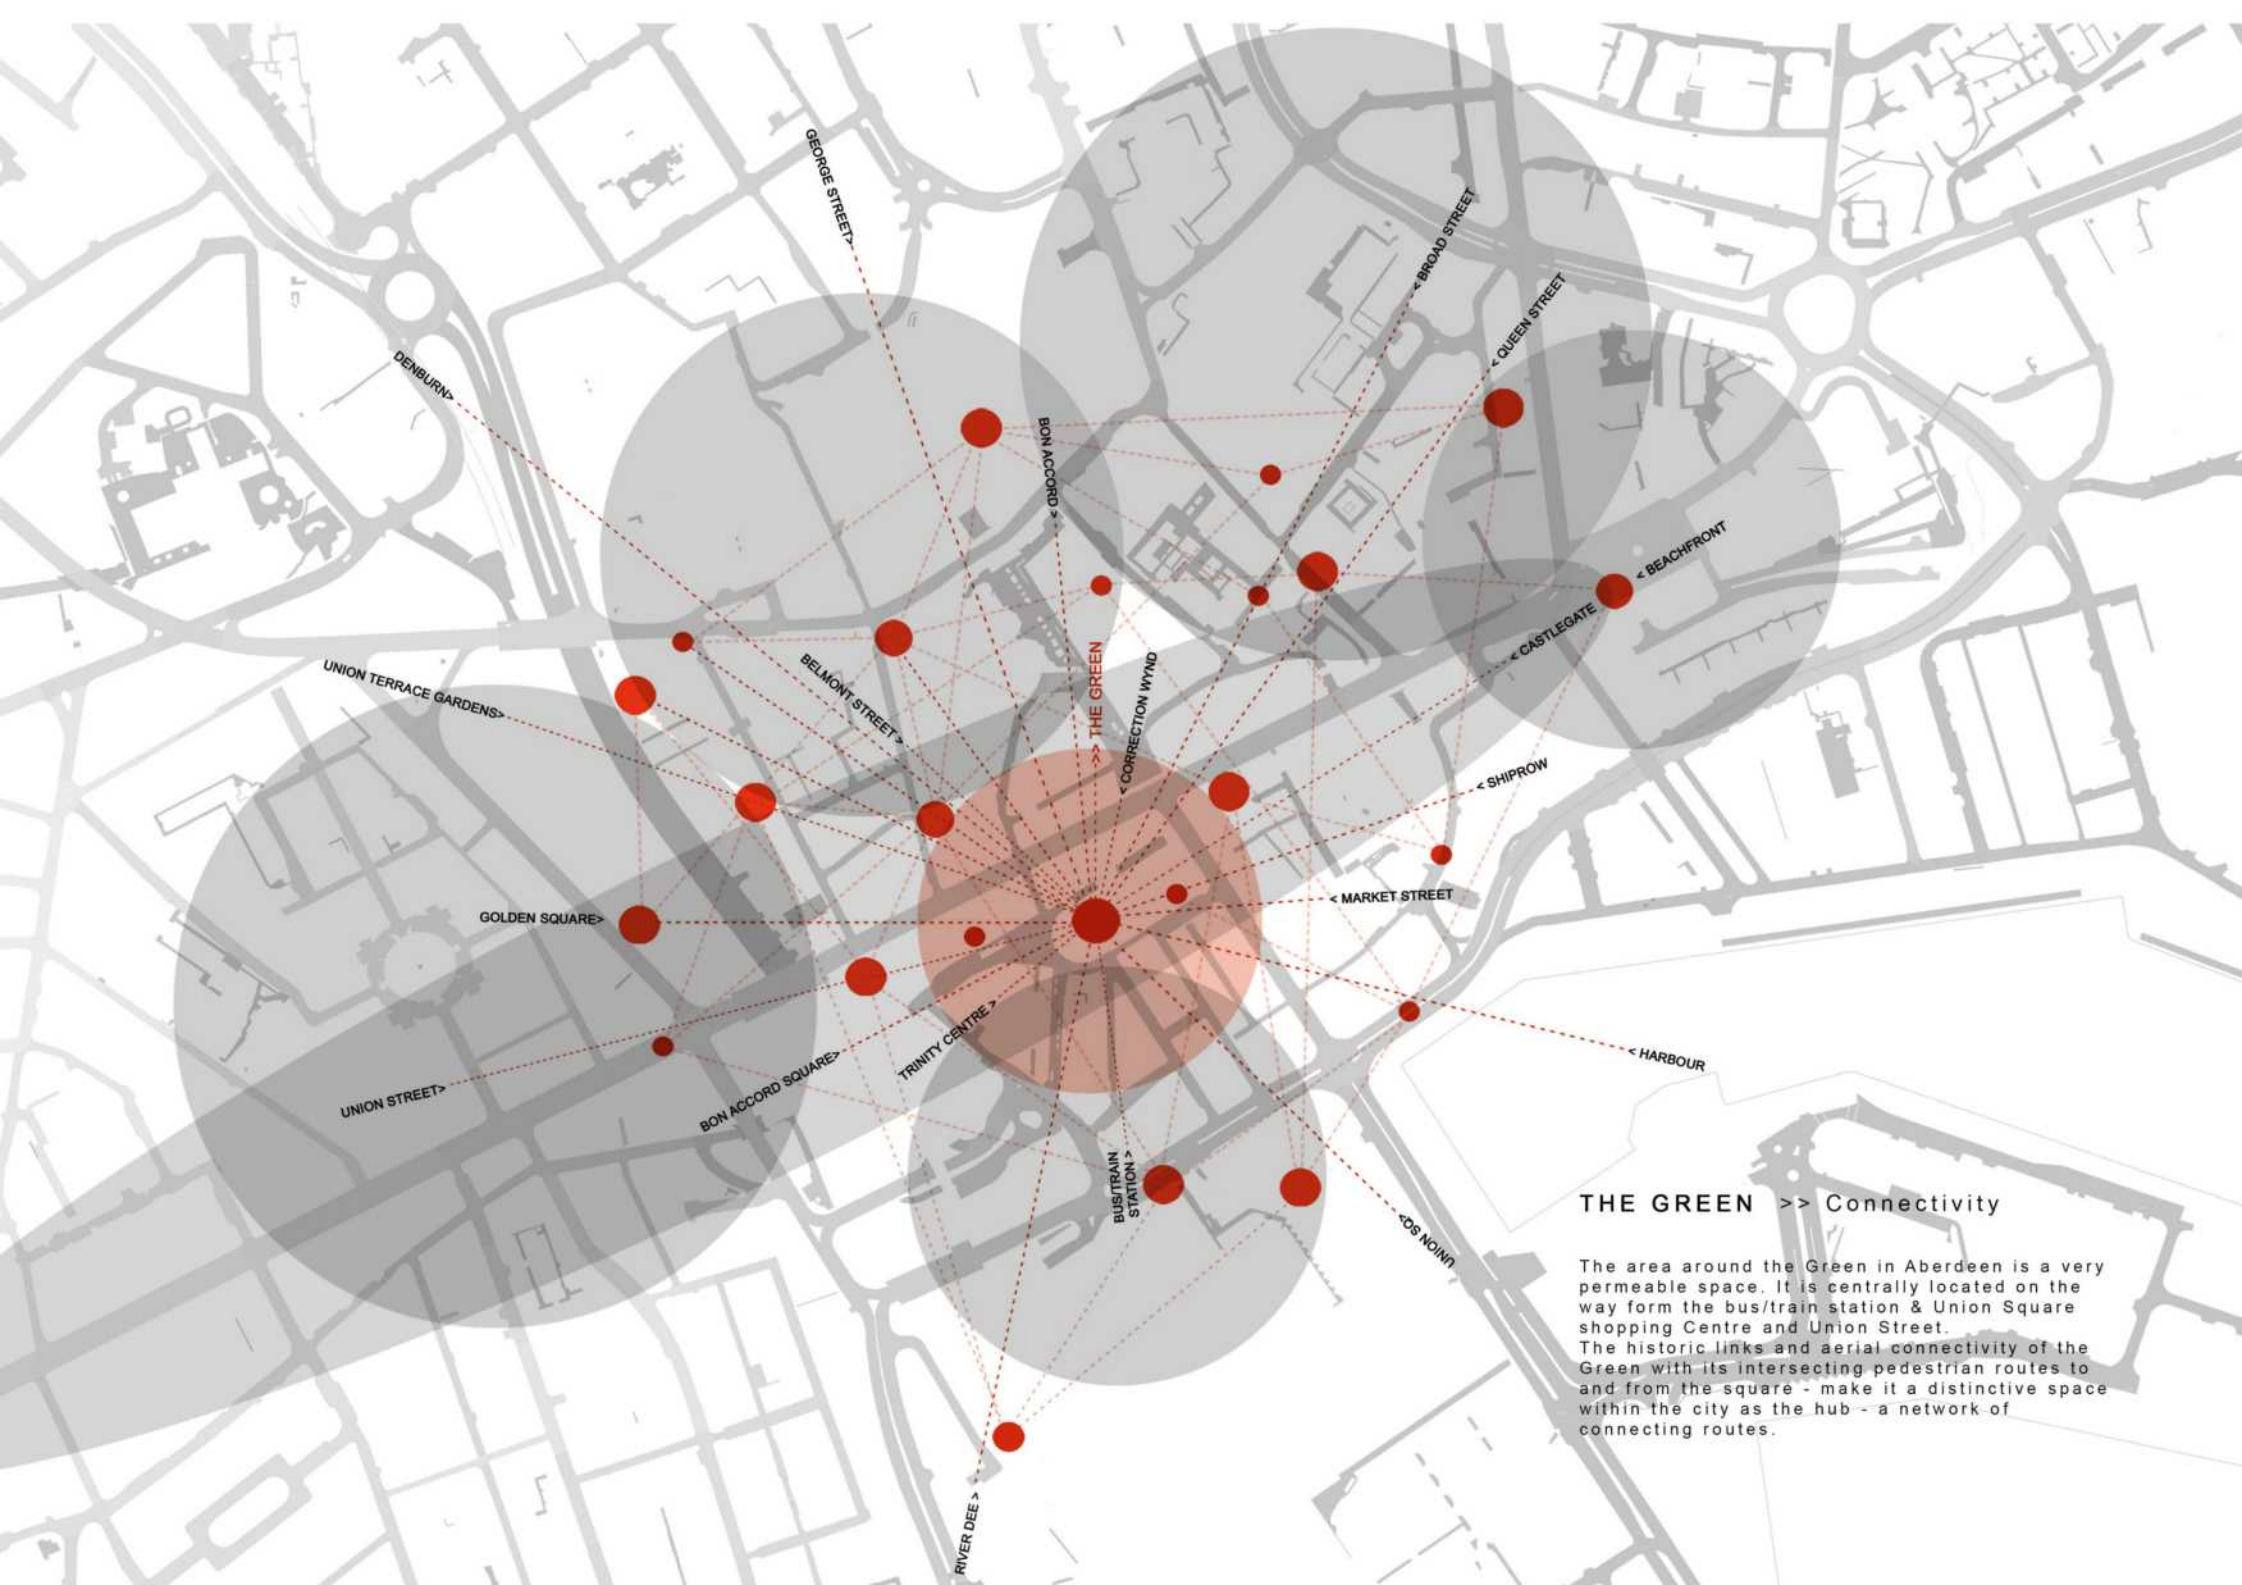 GEORGE STREET>
< BROAD STREET
< QUEEN STREET
DENBURN>
BON ACCORD >
< BEACHFRONT
< CASTLEGATE
UNION TERRACE GARDENS>
BELMONT STREET >
>> THE GREEN
< CORRECTION WYND
< SHIPROW
< MARKET STREET
GOLDEN SQUARE>
TRINITY CENTRE >
< HARBOUR
UNION STREET>
BON ACCORD SQUARE>
BUS/TRAIN
STATION >
<UNION SQ
RIVER DEE >
THE GREEN >> Connectivity
The area around the Green in Aberdeen is a very
permeable space. It is centrally located on the
way form the bus/train station & Union Square
shopping Centre and Union Street.
The historic links and aerial connectivity of the
Green with its intersecting pedestrian routes to
and from the square - make it a distinctive space
within the city as the hub - a network of
connecting routes.